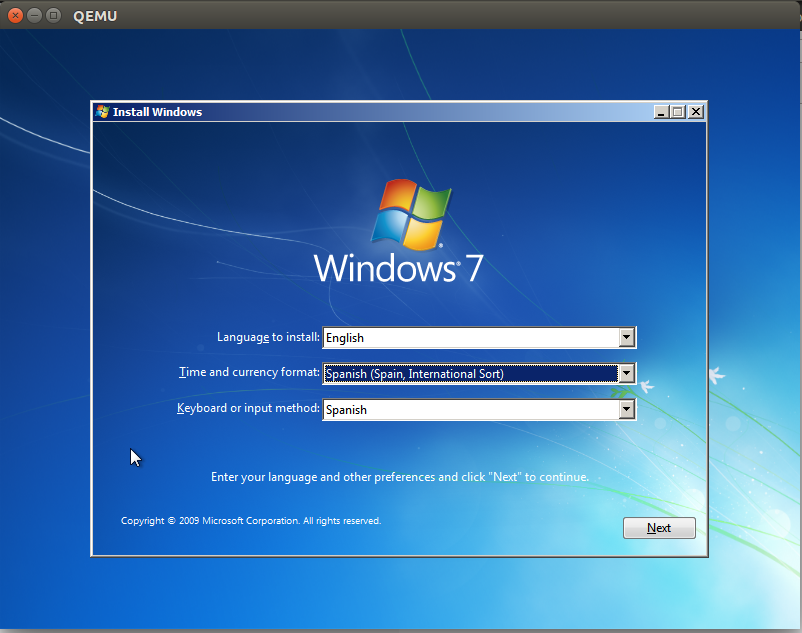 QEMU
Install Windows
Windows® 7
Language to install: English
Time and currency format: Spanish (Spain, International Sort)
Keyboard or input method: Spanish
Enter your language and other preferences and click "Next" to continue.
Copyright © 2009 Microsoft Corporation. All rights reserved.
Next